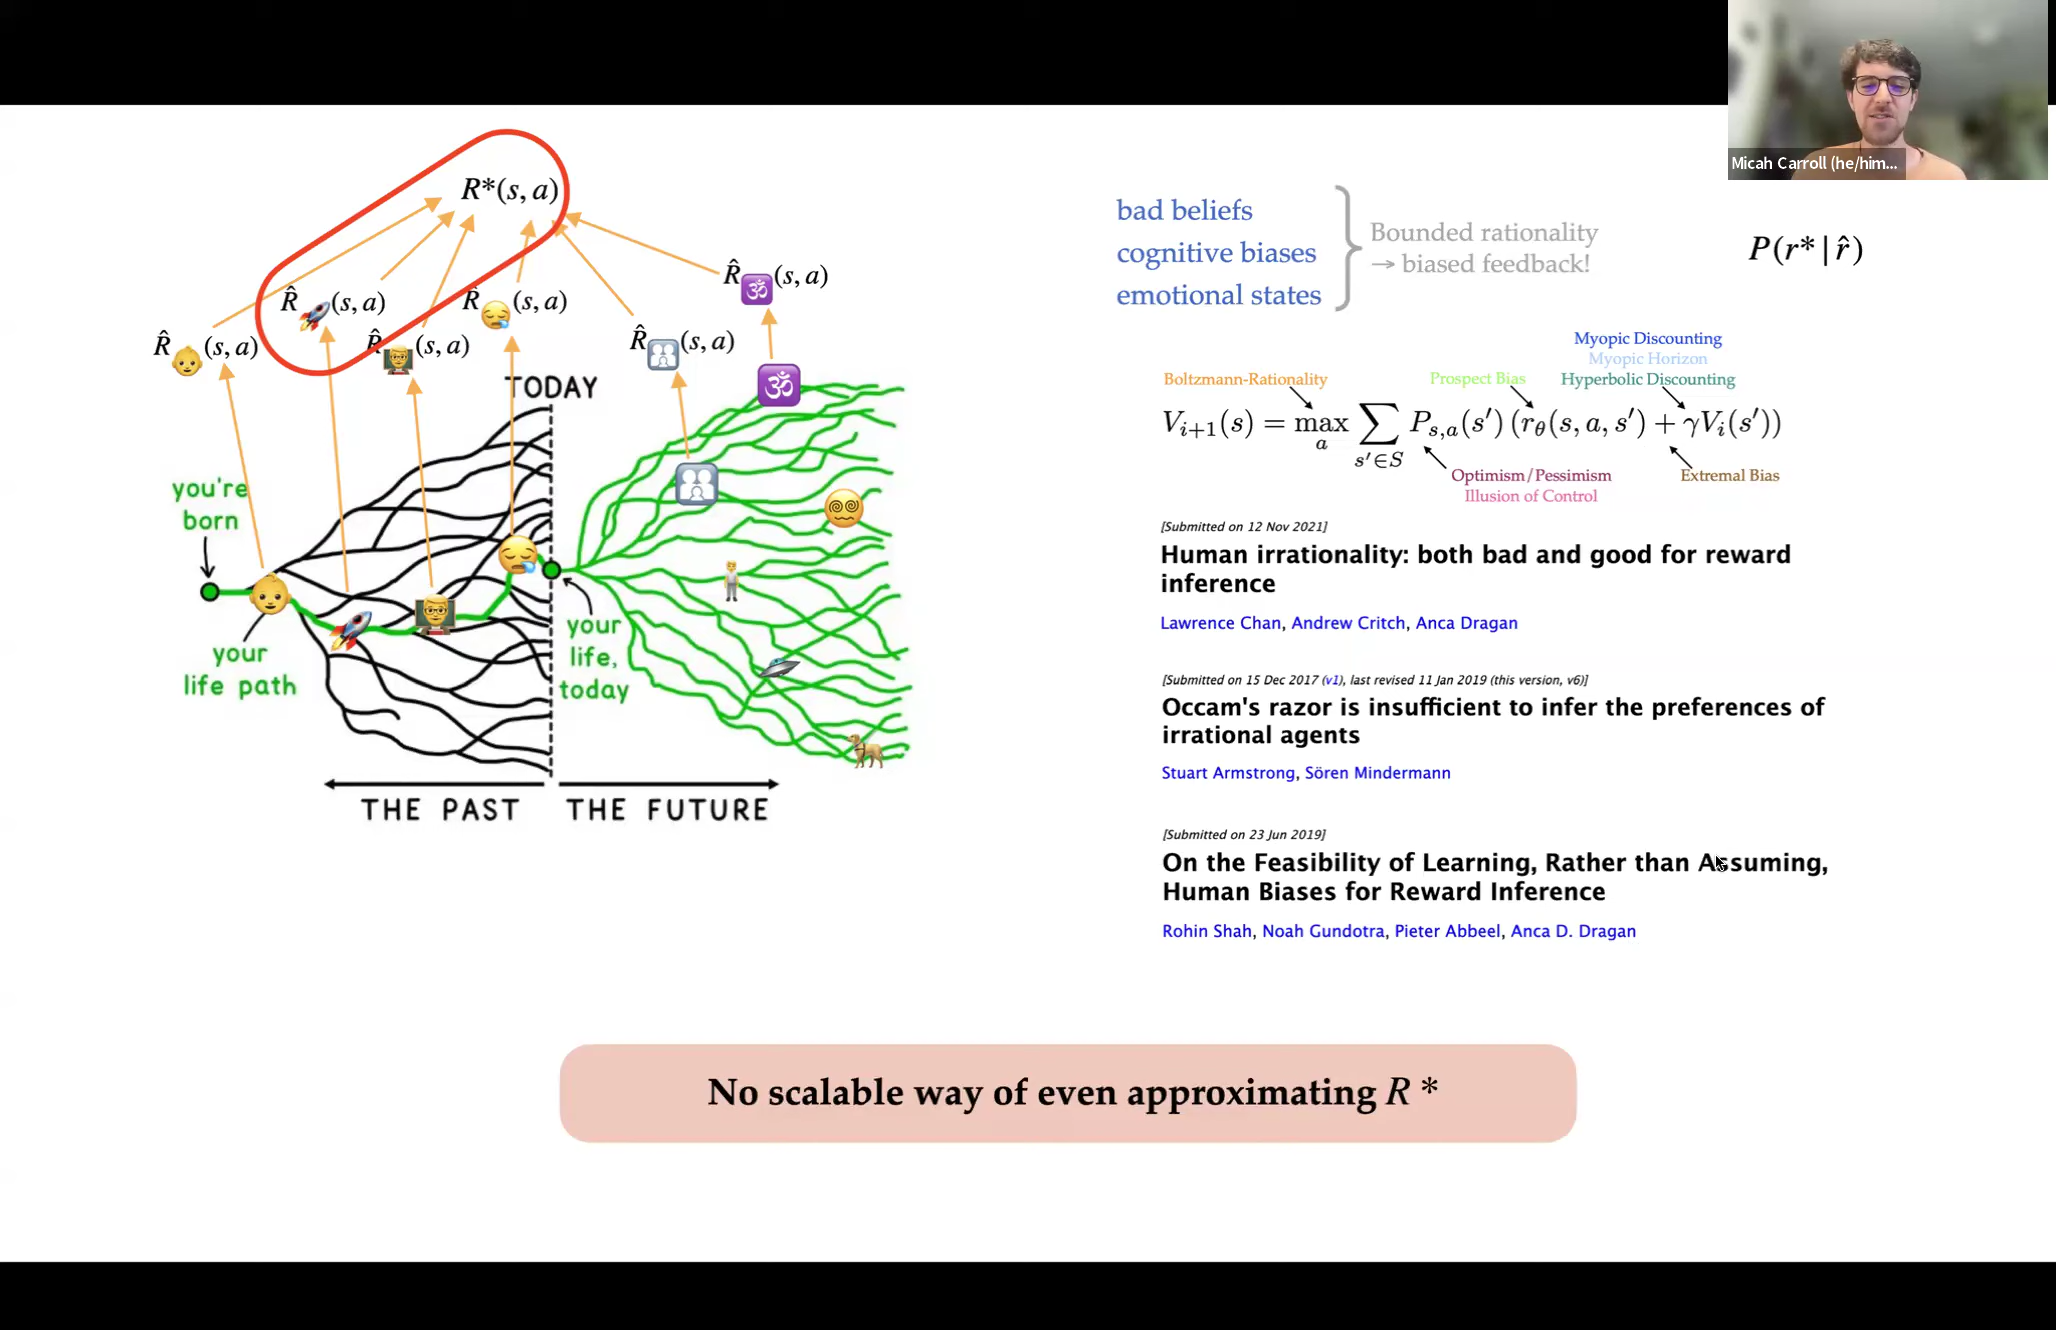 Micah Carroll (he/him...
R*(s, a)
R̂🚀(s, a)
R̂😪(s, a)
R̂🕉(s, a)
R̂👶(s, a)
R̂👨‍🏫(s, a)
R̂👥(s, a)
TODAY
you're
born
your
life path
your
life,
today
THE PAST
THE FUTURE
bad beliefs
cognitive biases
emotional states
Bounded rationality
→ biased feedback!
P(r* | r̂)
Myopic Discounting
Myopic Horizon
Boltzmann-Rationality
Prospect Bias
Hyperbolic Discounting
V_{i+1}(s) = max_a ∑_{s'∈S} P_{s,a}(s') (r_θ(s, a, s') + γV_i(s'))
Optimism/Pessimism
Extremal Bias
Illusion of Control
[Submitted on 12 Nov 2021]
Human irrationality: both bad and good for reward
inference
Lawrence Chan, Andrew Critch, Anca Dragan
[Submitted on 15 Dec 2017 (v1), last revised 11 Jan 2019 (this version, v6)]
Occam's razor is insufficient to infer the preferences of
irrational agents
Stuart Armstrong, Sören Mindermann
[Submitted on 23 Jun 2019]
On the Feasibility of Learning, Rather than Assuming,
Human Biases for Reward Inference
Rohin Shah, Noah Gundotra, Pieter Abbeel, Anca D. Dragan
No scalable way of even approximating R *